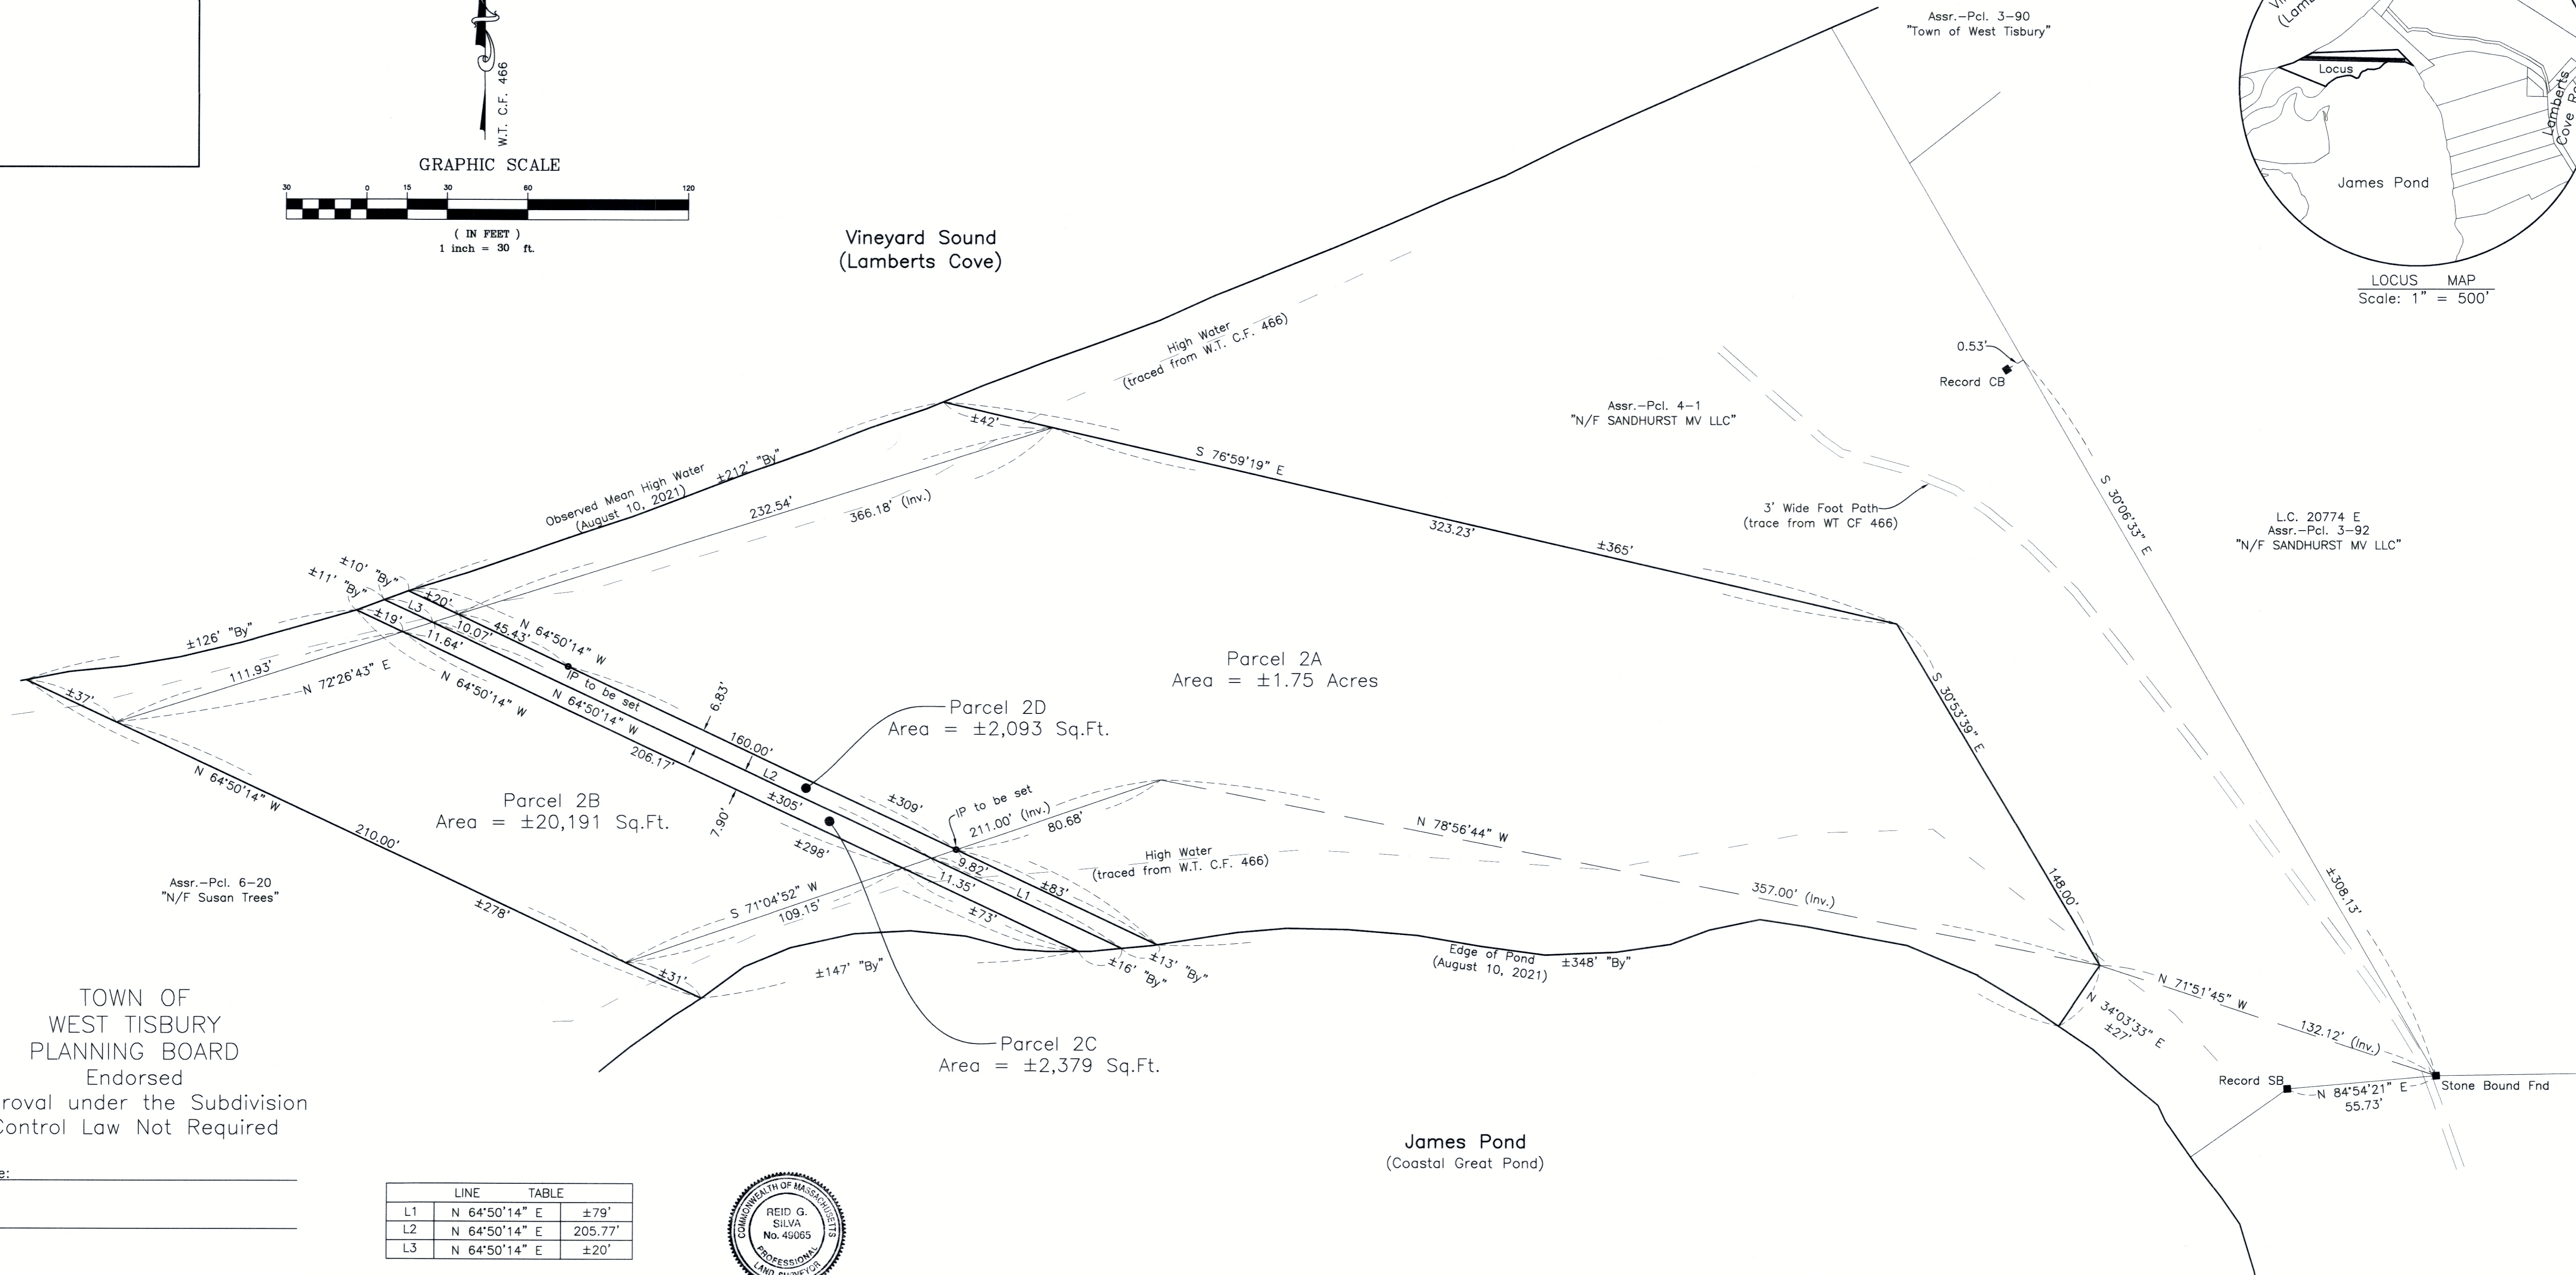 W.T. C.F. 466
GRAPHIC SCALE
30 0 15 30 60 120
( IN FEET )
1 inch = 30 ft.
Vineyard Sound
(Lamberts Cove)
Assr.-Pcl. 3-90
"Town of West Tisbury"
Locus
James Pond
Lamberts
LOCUS MAP
Scale: 1" = 500'
High Water
(traced from W.T. C.F. 466)
0.53'
Record CB
Assr.-Pcl. 4-1
"N/F SANDHURST MV LLC"
S 30°06'33" E
±308.13'
3' Wide Foot Path
(trace from WT CF 466)
L.C. 20774 E
Assr.-Pcl. 3-92
"N/F SANDHURST MV LLC"
±42'
S 76°59'19" E
323.23'
±365'
Observed Mean High Water
(August 10, 2021)
±212' "By"
232.54'
366.18' (Inv.)
±10' "By"
±11' "By"
±20'
L3
±19'
10.07'
45.43'
11.64'
N 64°50'14" W
±126' "By"
111.93'
N 72°26'43" E
±37'
N 64°50'14" W
IP to be set
N 64°50'14" W
6.83'
Parcel 2A
Area = ±1.75 Acres
S 30°53'39" E
148.00'
Parcel 2D
Area = ±2,093 Sq.Ft.
160.00'
206.17'
L2
±305'
7.90'
Parcel 2B
Area = ±20,191 Sq.Ft.
N 64°50'14" W
210.00'
±278'
±298'
±309'
IP to be set
211.00' (Inv.)
80.68'
N 78°56'44" W
357.00' (Inv.)
High Water
(traced from W.T. C.F. 466)
9.82'
11.35'
L1
±83'
±73'
S 71°04'52" W
109.15'
±31'
Assr.-Pcl. 6-20
"N/F Susan Trees"
±147' "By"
±16' "By"
±13' "By"
Edge of Pond
(August 10, 2021)
±348' "By"
N 71°51'45" W
132.12' (Inv.)
N 34°03'33" E
±27'
Record SB
N 84°54'21" E
55.73'
Stone Bound Fnd
Parcel 2C
Area = ±2,379 Sq.Ft.
James Pond
(Coastal Great Pond)
TOWN OF
WEST TISBURY
PLANNING BOARD
Endorsed
roval under the Subdivision
Control Law Not Required
e:
LINE TABLE
L1 N 64°50'14" E ±79'
L2 N 64°50'14" E 205.77'
L3 N 64°50'14" E ±20'
COMMONWEALTH OF MASSACHUSETTS
REID G.
SILVA
No. 49065
PROFESSIONAL
LAND SURVEYOR